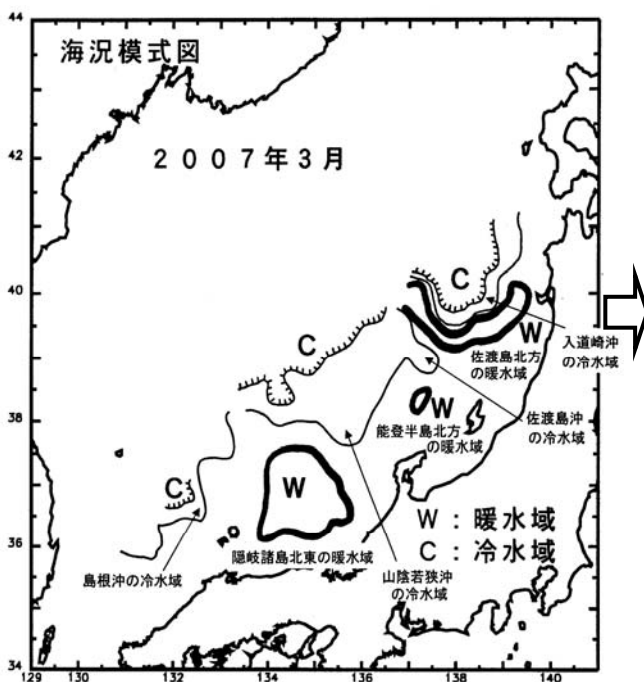 海況模式図
2007年3月
44
42
40
38
36
34
129
130
132
134
136
138
140
C
W
入道崎沖
の冷水域
佐渡島北方
の暖水域
C
W
佐渡島沖
の冷水域
能登半島北方
の暖水域
W
C
W：暖水域
C：冷水域
隠岐諸島北東の暖水域
島根沖の冷水域
山陰若狭沖
の冷水域